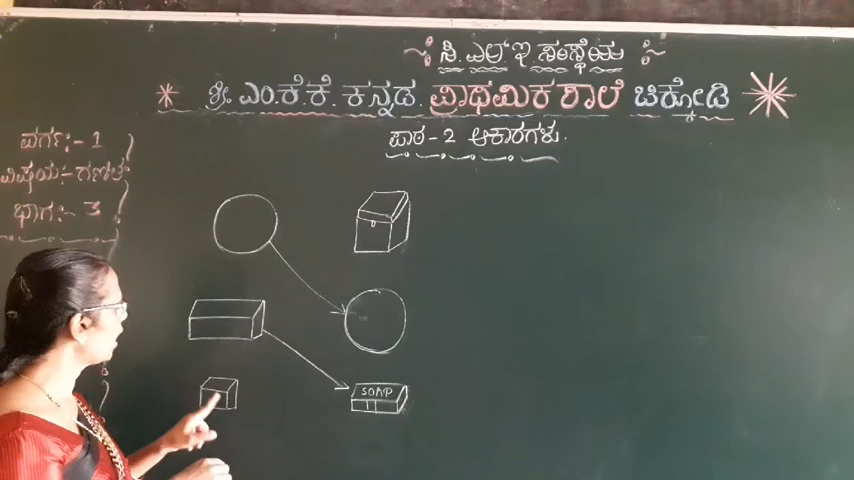 ಸಿ.ಎಲ್.ಇ ಸಂಸ್ಥೆಯ
ಶ್ರೀ. ಎಂ.ಕೆ.ಕೆ. ಕನ್ನಡ. ಪ್ರಾಥಮಿಕ ಶಾಲೆ ಚಿಕ್ಕೋಡಿ
ಪಾಠ-2 ಆಕಾರಗಳು.
ವರ್ಗ:- 1
ವಿಷಯ:- ಗಣಿತ
ಭಾಗ:- 3
SOAP